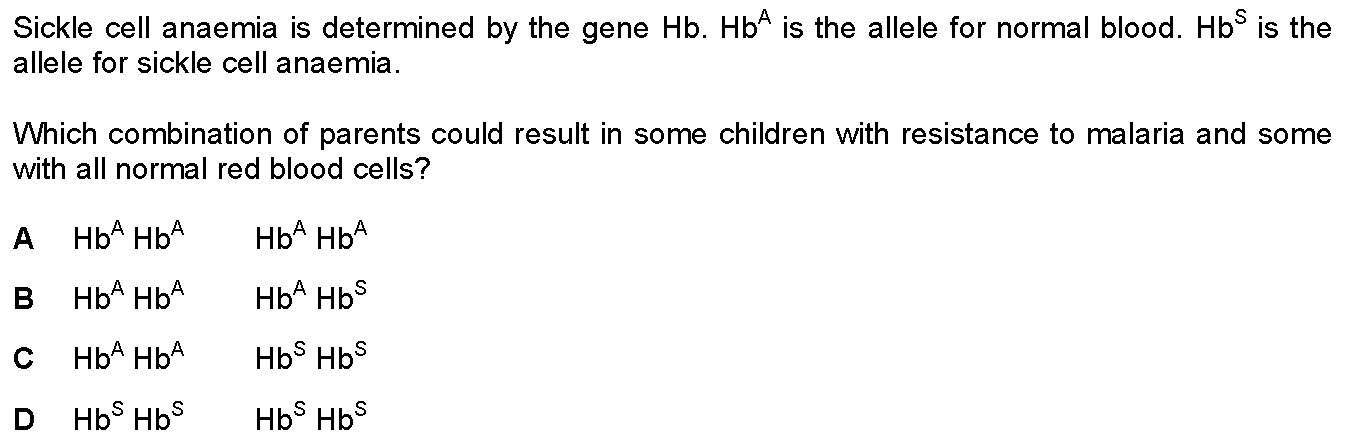 Sickle cell anaemia is determined by the gene Hb. Hb^A is the allele for normal blood. Hb^S is the
allele for sickle cell anaemia.
Which combination of parents could result in some children with resistance to malaria and some
with all normal red blood cells?
A Hb^A Hb^A Hb^A Hb^A
B Hb^A Hb^A Hb^A Hb^S
C Hb^A Hb^A Hb^S Hb^S
D Hb^S Hb^S Hb^S Hb^S